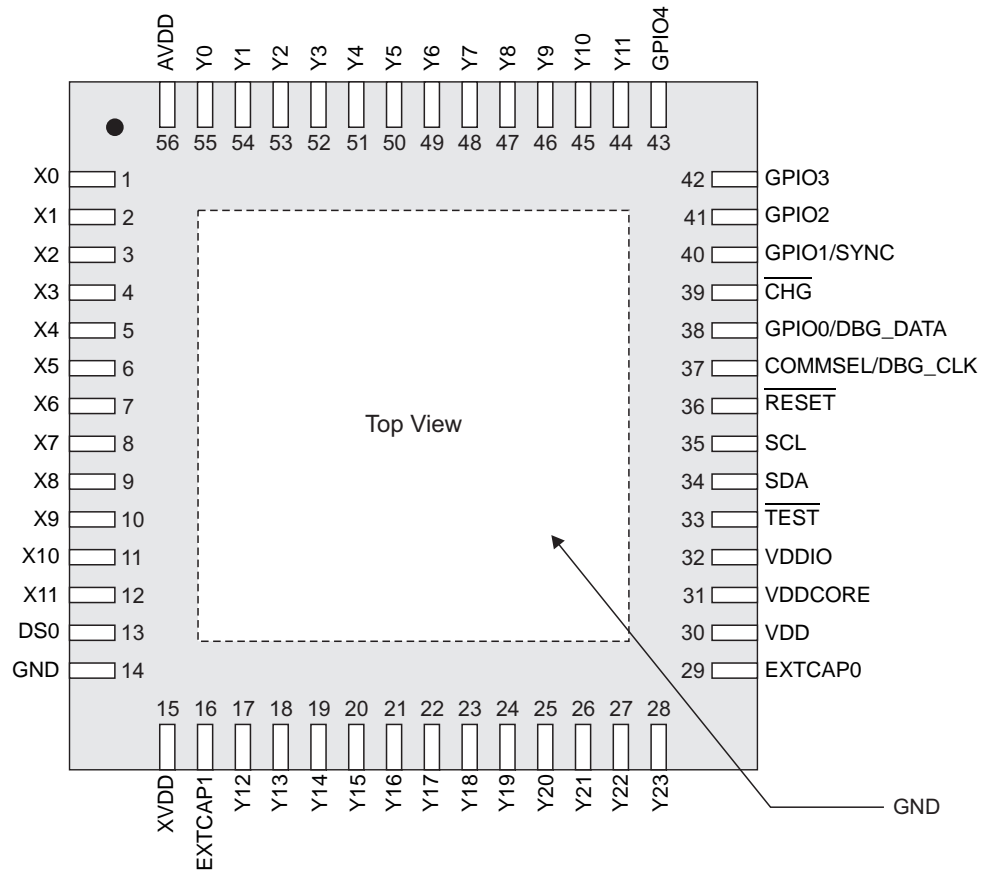 AVDD Y0 Y1 Y2 Y3 Y4 Y5 Y6 Y7 Y8 Y9 Y10 Y11 GPIO4
56 55 54 53 52 51 50 49 48 47 46 45 44 43
X0 1 42 GPIO3
X1 2 41 GPIO2
X2 3 40 GPIO1/SYNC
X3 4 39 CHG
X4 5 38 GPIO0/DBG_DATA
X5 6 37 COMMSEL/DBG_CLK
X6 7 36 RESET
Top View
X7 8 35 SCL
X8 9 34 SDA
X9 10 33 TEST
X10 11 32 VDDIO
X11 12 31 VDDCORE
DS0 13 30 VDD
GND 14 29 EXTCAP0
15 16 17 18 19 20 21 22 23 24 25 26 27 28
XVDD EXTCAP1 Y12 Y13 Y14 Y15 Y16 Y17 Y18 Y19 Y20 Y21 Y22 Y23
GND